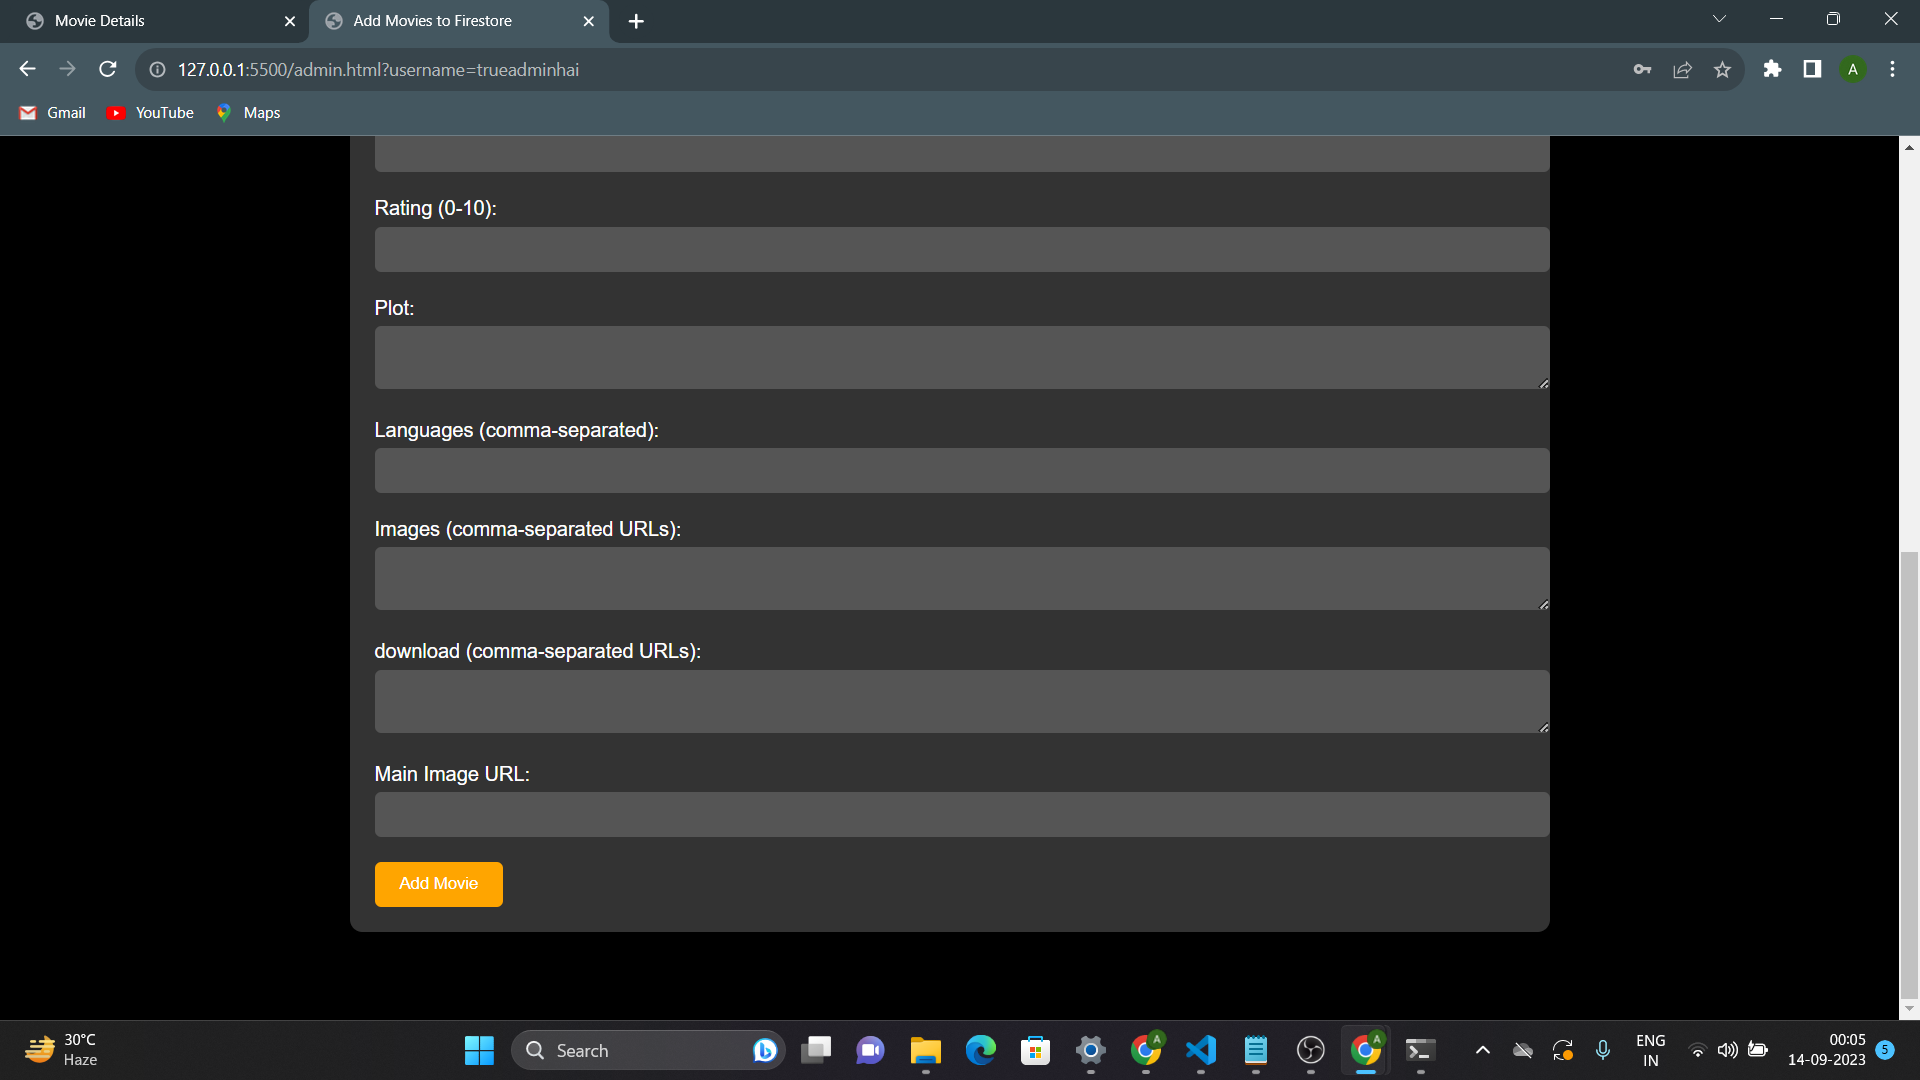 Movie Details
Add Movies to Firestore
127.0.0.1:5500/admin.html?username=trueadminhai
A
Gmail
YouTube
Maps
Rating (0-10):
Plot:
Languages (comma-separated):
Images (comma-separated URLs):
download (comma-separated URLs):
Main Image URL:
Add Movie
30°C
Haze
Search
A
A
ENG
IN
00:05
14-09-2023
5